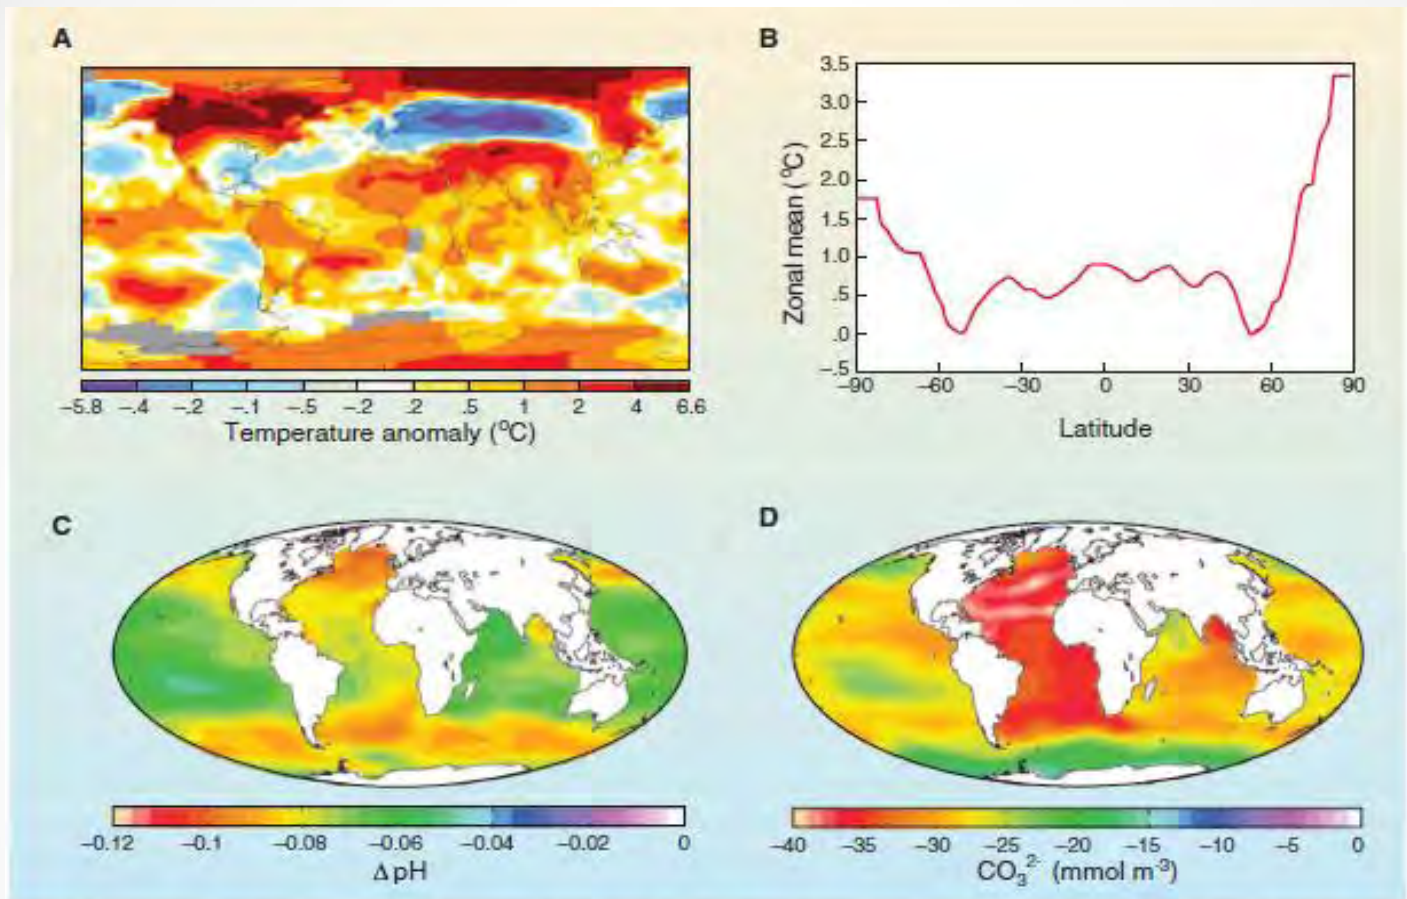 A
B
3.5
3.0
2.5
2.0
1.5
1.0
.5
.0
–.5
Zonal mean (°C)
–90 –60 –30 0 30 60 90
Latitude
–5.8 –.4 –.2 –.1 –.5 –.2 .2 .5 1 2 4 6.6
Temperature anomaly (°C)
C
D
–0.12 –0.1 –0.08 –0.06 –0.04 –0.02 0
Δ pH
–40 –35 –30 –25 –20 –15 –10 –5 0
CO₃²⁻ (mmol m⁻³)